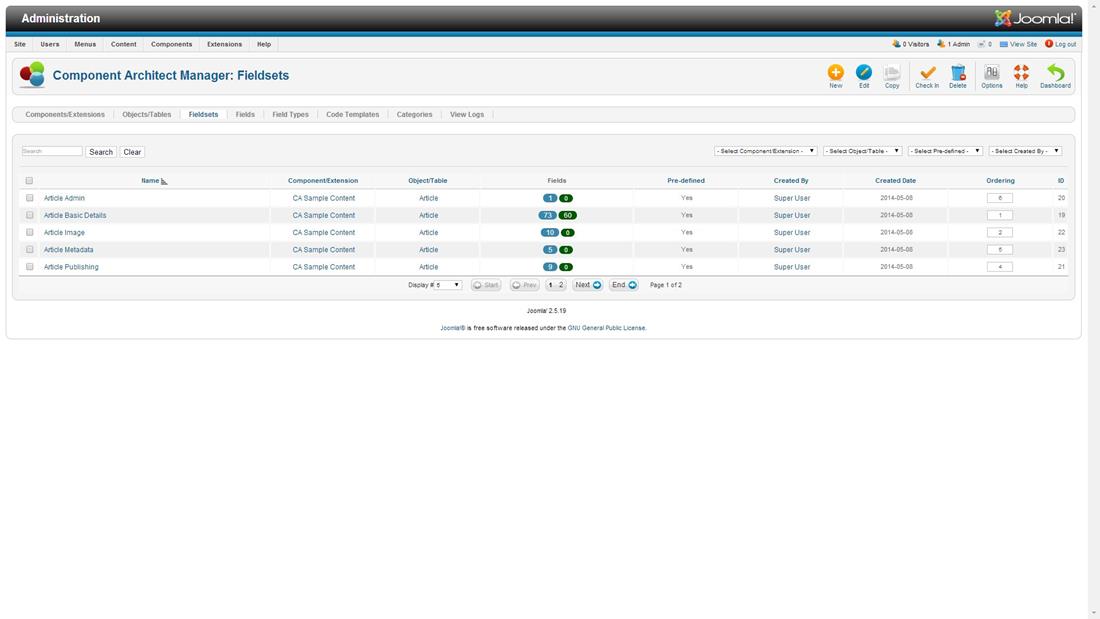 Administration
Joomla!®
Site Users Menus Content Components Extensions Help
0 Visitors 1 Admin 0 View Site Log out
Component Architect Manager: Fieldsets
New Edit Copy Check In Delete Options Help Dashboard
Components/Extensions Objects/Tables Fieldsets Fields Field Types Code Templates Categories View Logs
Search Search Clear - Select Component/Extension - - Select Object/Table - - Select Pre-defined - - Select Created By -
Name Component/Extension Object/Table Fields Pre-defined Created By Created Date Ordering ID
Article Admin CA Sample Content Article 1 0 Yes Super User 2014-05-08 6 20
Article Basic Details CA Sample Content Article 73 60 Yes Super User 2014-05-08 1 19
Article Image CA Sample Content Article 10 0 Yes Super User 2014-05-08 2 22
Article Metadata CA Sample Content Article 5 0 Yes Super User 2014-05-08 5 23
Article Publishing CA Sample Content Article 9 0 Yes Super User 2014-05-08 4 21
Display # 5 Start Prev 1 2 Next End Page 1 of 2
Joomla! 2.5.19
Joomla!® is free software released under the GNU General Public License.